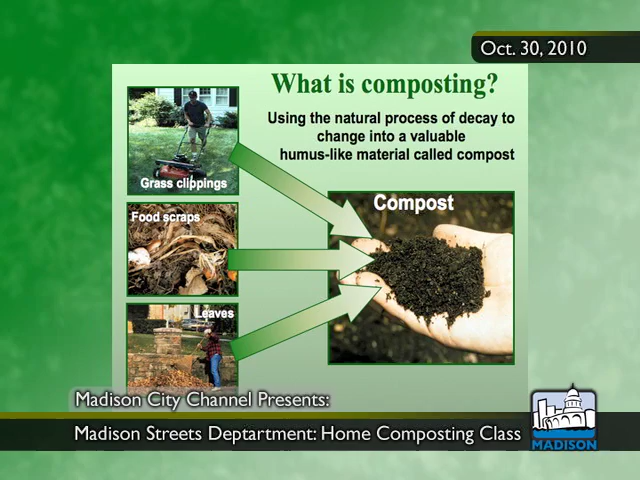 Oct. 30, 2010
What is composting?
Using the natural process of decay to
change into a valuable
humus-like material called compost
Grass clippings
Food scraps
Leaves
Compost
Madison City Channel Presents:
Madison Streets Deptartment: Home Composting Class
MADISON